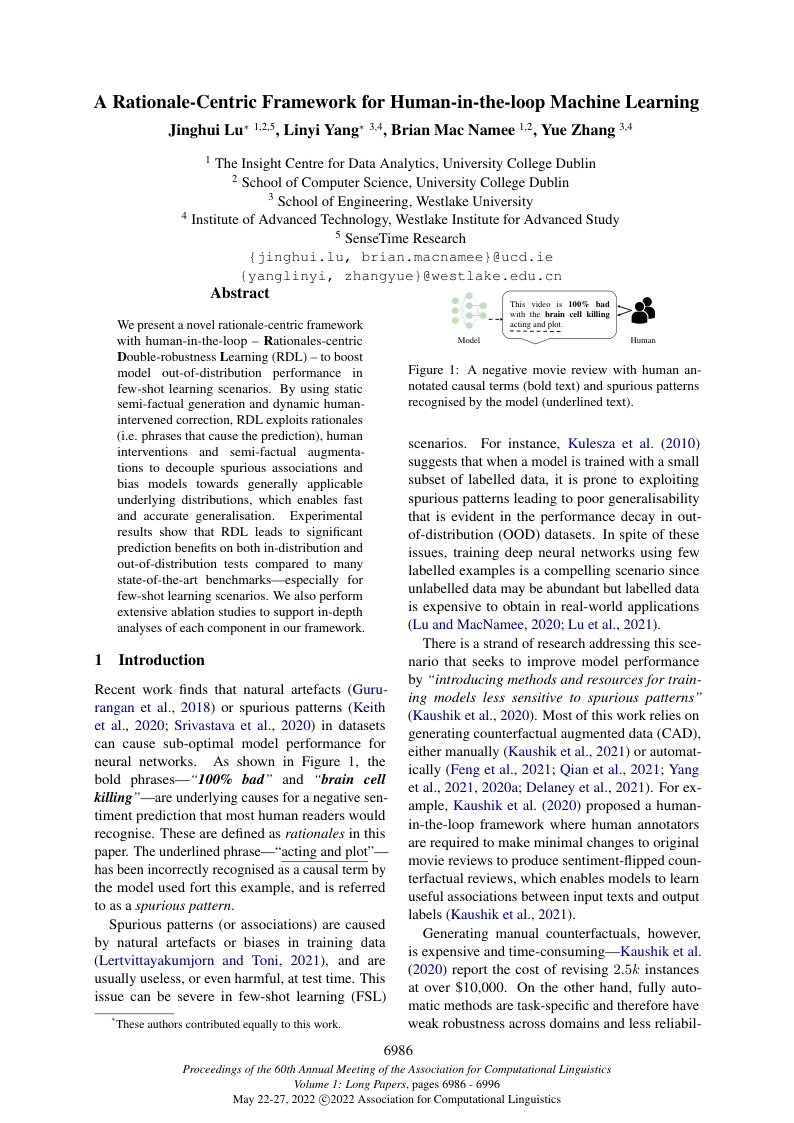 A Rationale-Centric Framework for Human-in-the-loop Machine Learning
Jinghui Lu* 1,2,5, Linyi Yang* 3,4, Brian Mac Namee 1,2, Yue Zhang 3,4
1 The Insight Centre for Data Analytics, University College Dublin
2 School of Computer Science, University College Dublin
3 School of Engineering, Westlake University
4 Institute of Advanced Technology, Westlake Institute for Advanced Study
5 SenseTime Research
{jinghui.lu, brian.macnamee}@ucd.ie
{yanglinyi, zhangyue}@westlake.edu.cn
Abstract
We present a novel rationale-centric framework
with human-in-the-loop – Rationales-centric
Double-robustness Learning (RDL) – to boost
model out-of-distribution performance in
few-shot learning scenarios. By using static
semi-factual generation and dynamic human-
intervened correction, RDL exploits rationales
(i.e. phrases that cause the prediction), human
interventions and semi-factual augmenta-
tions to decouple spurious associations and
bias models towards generally applicable
underlying distributions, which enables fast
and accurate generalisation. Experimental
results show that RDL leads to significant
prediction benefits on both in-distribution and
out-of-distribution tests compared to many
state-of-the-art benchmarks—especially for
few-shot learning scenarios. We also perform
extensive ablation studies to support in-depth
analyses of each component in our framework.
1 Introduction
Recent work finds that natural artefacts (Guru-
rangan et al., 2018) or spurious patterns (Keith
et al., 2020; Srivastava et al., 2020) in datasets
can cause sub-optimal model performance for
neural networks. As shown in Figure 1, the
bold phrases—“100% bad” and “brain cell
killing”—are underlying causes for a negative sen-
timent prediction that most human readers would
recognise. These are defined as rationales in this
paper. The underlined phrase—“acting and plot”—
has been incorrectly recognised as a causal term by
the model used fort this example, and is referred
to as a spurious pattern.
Spurious patterns (or associations) are caused
by natural artefacts or biases in training data
(Lertvittayakumjorn and Toni, 2021), and are
usually useless, or even harmful, at test time. This
issue can be severe in few-shot learning (FSL)
*These authors contributed equally to this work.
This video is 100% bad
with the brain cell killing
acting and plot.
Model
Human
Figure 1: A negative movie review with human an-
notated causal terms (bold text) and spurious patterns
recognised by the model (underlined text).
scenarios. For instance, Kulesza et al. (2010)
suggests that when a model is trained with a small
subset of labelled data, it is prone to exploiting
spurious patterns leading to poor generalisability
that is evident in the performance decay in out-
of-distribution (OOD) datasets. In spite of these
issues, training deep neural networks using few
labelled examples is a compelling scenario since
unlabelled data may be abundant but labelled data
is expensive to obtain in real-world applications
(Lu and MacNamee, 2020; Lu et al., 2021).
There is a strand of research addressing this sce-
nario that seeks to improve model performance
by “introducing methods and resources for train-
ing models less sensitive to spurious patterns”
(Kaushik et al., 2020). Most of this work relies on
generating counterfactual augmented data (CAD),
either manually (Kaushik et al., 2021) or automat-
ically (Feng et al., 2021; Qian et al., 2021; Yang
et al., 2021, 2020a; Delaney et al., 2021). For ex-
ample, Kaushik et al. (2020) proposed a human-
in-the-loop framework where human annotators
are required to make minimal changes to original
movie reviews to produce sentiment-flipped coun-
terfactual reviews, which enables models to learn
useful associations between input texts and output
labels (Kaushik et al., 2021).
Generating manual counterfactuals, however,
is expensive and time-consuming—Kaushik et al.
(2020) report the cost of revising 2.5k instances
at over $10,000. On the other hand, fully auto-
matic methods are task-specific and therefore have
weak robustness across domains and less reliabil-
6986
Proceedings of the 60th Annual Meeting of the Association for Computational Linguistics
Volume 1: Long Papers, pages 6986 - 6996
May 22-27, 2022 ©2022 Association for Computational Linguistics